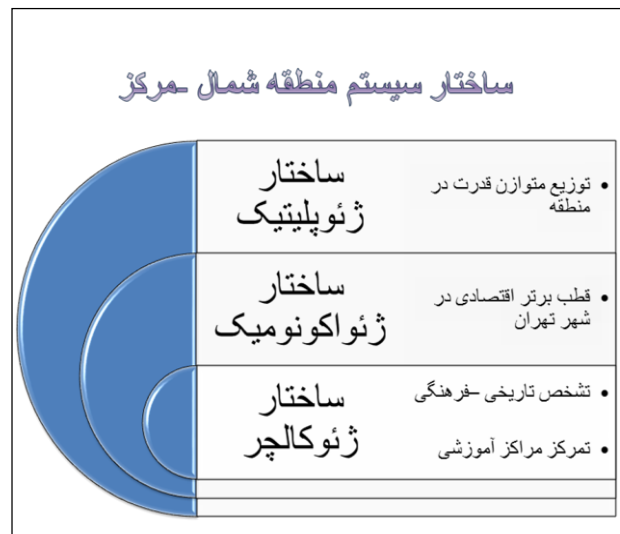 ساختار سیستم منطقه شمال -مرکز
ساختار
ژئوپلیتیک
• توزیع متوازن قدرت در
منطقه
ساختار
ژئواکونومیک
• قطب برتر اقتصادی در
شهر تهران
ساختار
ژئوکالچر
• تشخص تاریخی –فرهنگی
• تمرکز مراکز آموزشی